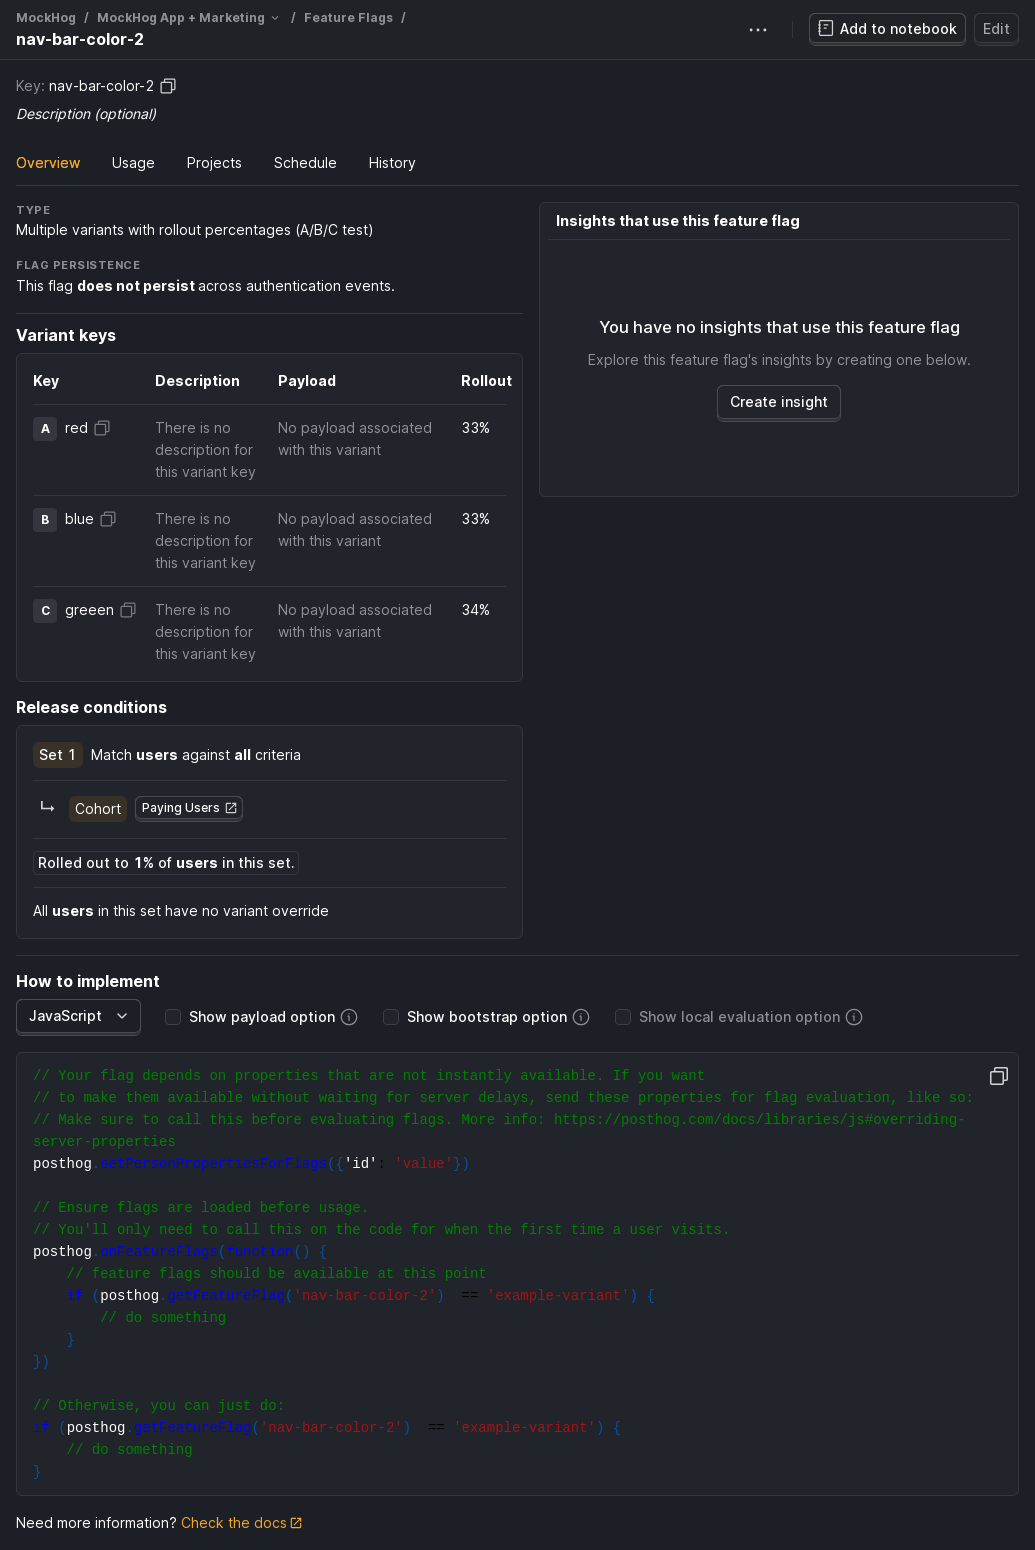 MockHog / MockHog App + Marketing / Feature Flags /
nav-bar-color-2
Add to notebook
Edit
Key: nav-bar-color-2
Description (optional)
Overview Usage Projects Schedule History
TYPE
Multiple variants with rollout percentages (A/B/C test)
FLAG PERSISTENCE
This flag does not persist across authentication events.
Insights that use this feature flag
You have no insights that use this feature flag
Explore this feature flag's insights by creating one below.
Create insight
Variant keys
Key Description Payload Rollout
A red There is no description for this variant key No payload associated with this variant 33%
B blue There is no description for this variant key No payload associated with this variant 33%
C greeen There is no description for this variant key No payload associated with this variant 34%
Release conditions
Set 1 Match users against all criteria
Cohort Paying Users
Rolled out to 1% of users in this set.
All users in this set have no variant override
How to implement
JavaScript Show payload option Show bootstrap option Show local evaluation option
// Your flag depends on properties that are not instantly available. If you want
// to make them available without waiting for server delays, send these properties for flag evaluation, like so:
// Make sure to call this before evaluating flags. More info: https://posthog.com/docs/libraries/js#overriding-
server-properties
posthog.setPersonPropertiesForFlags({'id': 'value'})
// Ensure flags are loaded before usage.
// You'll only need to call this on the code for when the first time a user visits.
posthog.onFeatureFlags(function() {
// feature flags should be available at this point
if (posthog.getFeatureFlag('nav-bar-color-2')  == 'example-variant') {
// do something
}
})
// Otherwise, you can just do:
if (posthog.getFeatureFlag('nav-bar-color-2')  == 'example-variant') {
// do something
}
Need more information? Check the docs